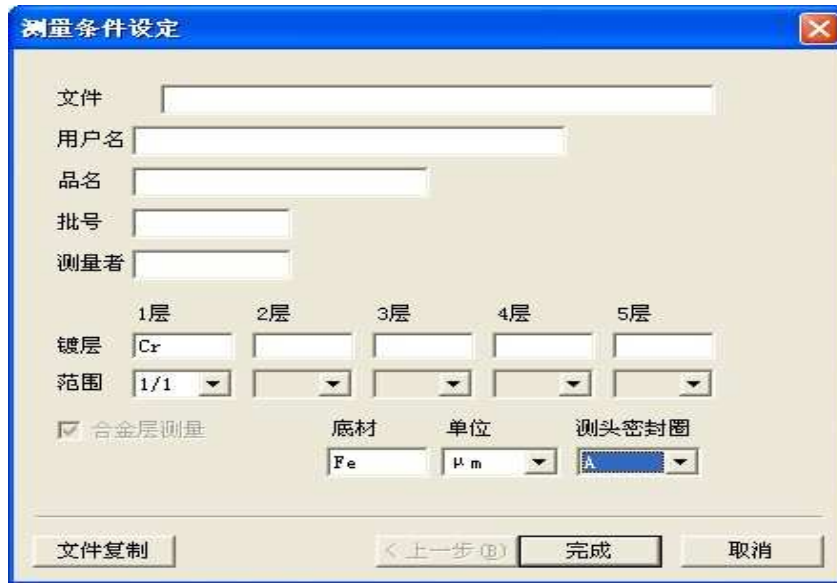 测量条件设定
文件
用户名
品名
批号
测量者
1层 2层 3层 4层 5层
镀层 Cr
范围 1/1
合金层测量 底材 单位 测头密封圈
Fe μm A
文件复制 < 上一步(B) 完成 取消